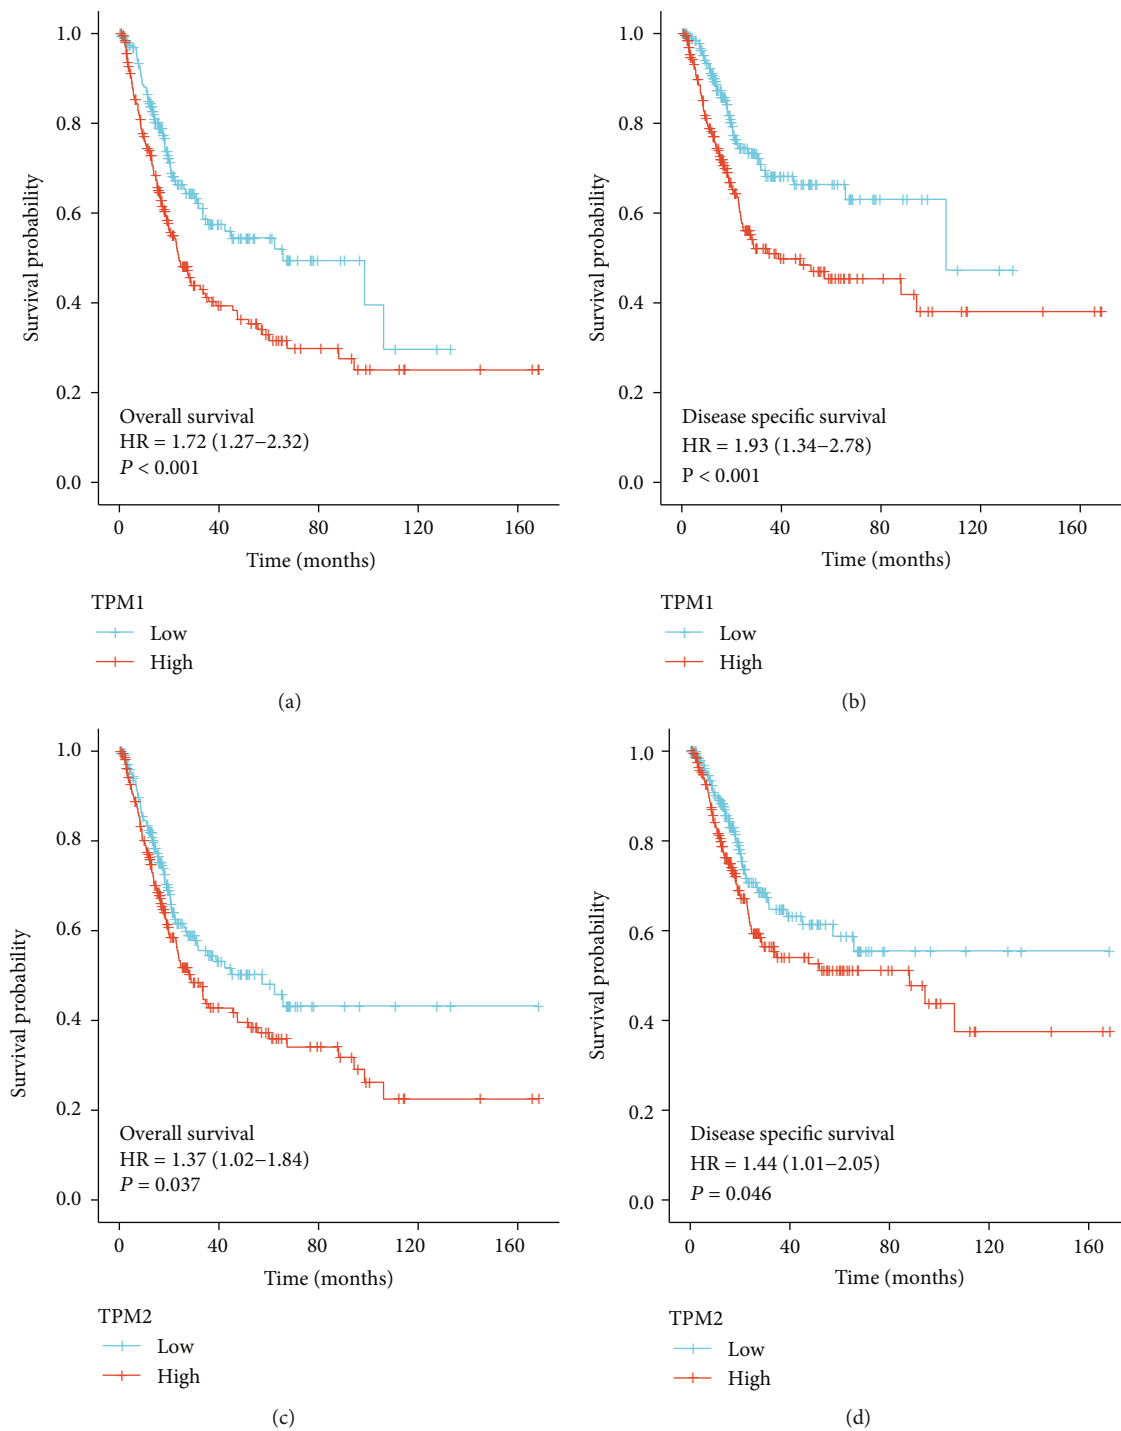 1.0
0.8
0.6
0.4
0.2
0.0
Survival probability
Overall survival
HR = 1.72 (1.27−2.32)
P < 0.001
0 40 80 120 160
Time (months)
TPM1
Low
High
(a)
1.0
0.8
0.6
0.4
0.2
0.0
Survival probability
Disease specific survival
HR = 1.93 (1.34−2.78)
P < 0.001
0 40 80 120 160
Time (months)
TPM1
Low
High
(b)
1.0
0.8
0.6
0.4
0.2
0.0
Survival probability
Overall survival
HR = 1.37 (1.02−1.84)
P = 0.037
0 40 80 120 160
Time (months)
TPM2
Low
High
(c)
1.0
0.8
0.6
0.4
0.2
0.0
Survival probability
Disease specific survival
HR = 1.44 (1.01−2.05)
P = 0.046
0 40 80 120 160
Time (months)
TPM2
Low
High
(d)